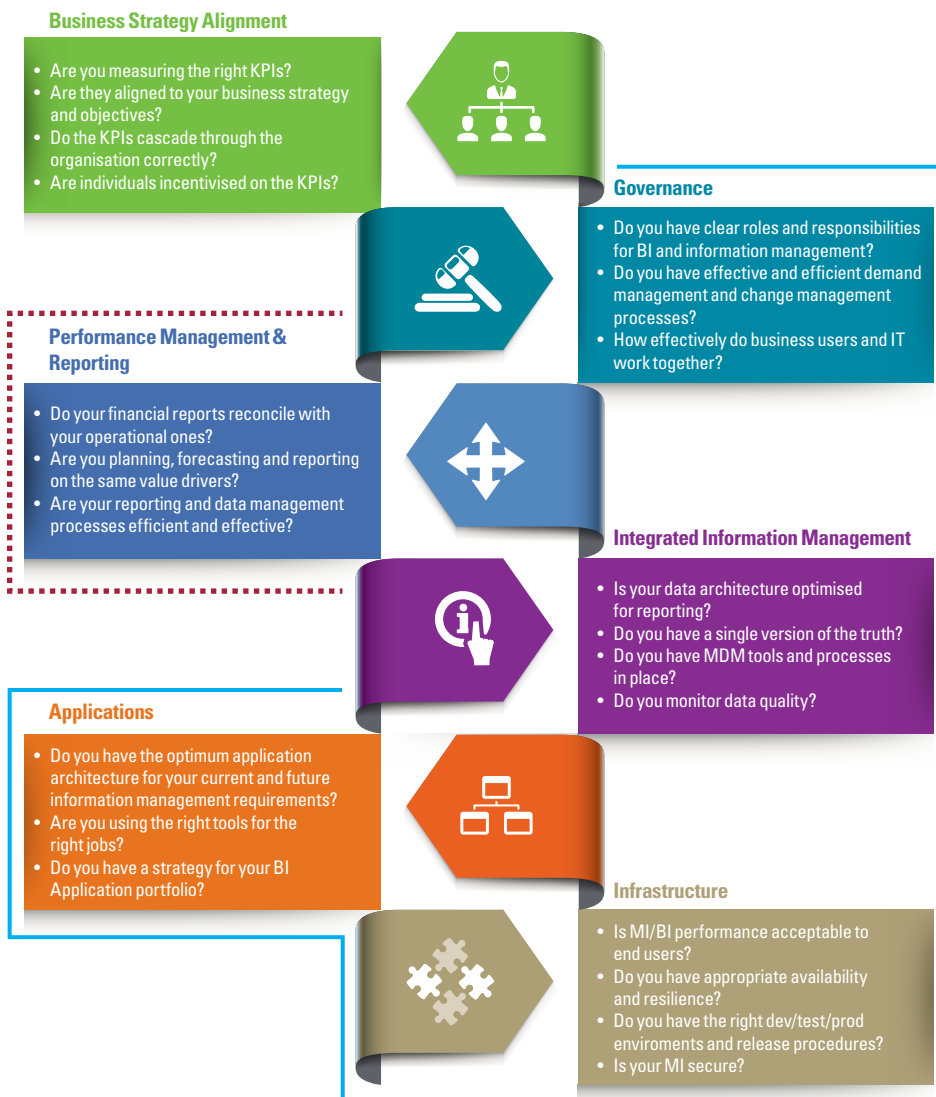 Business Strategy Alignment
• Are you measuring the right KPIs?
• Are they aligned to your business strategy
and objectives?
• Do the KPIs cascade through the
organisation correctly?
• Are individuals incentivised on the KPIs?
Governance
• Do you have clear roles and responsibilities
for BI and information management?
• Do you have effective and efficient demand
management and change management
processes?
• How effectively do business users and IT
work together?
Performance Management &
Reporting
• Do your financial reports reconcile with
your operational ones?
• Are you planning, forecasting and reporting
on the same value drivers?
• Are your reporting and data management
processes efficient and effective?
Integrated Information Management
• Is your data architecture optimised
for reporting?
• Do you have a single version of the truth?
• Do you have MDM tools and processes
in place?
• Do you monitor data quality?
Applications
• Do you have the optimum application
architecture for your current and future
information management requirements?
• Are you using the right tools for the
right jobs?
• Do you have a strategy for your BI
Application portfolio?
Infrastructure
• Is MI/BI performance acceptable to
end users?
• Do you have appropriate availability
and resilience?
• Do you have the right dev/test/prod
enviroments and release procedures?
• Is your MI secure?